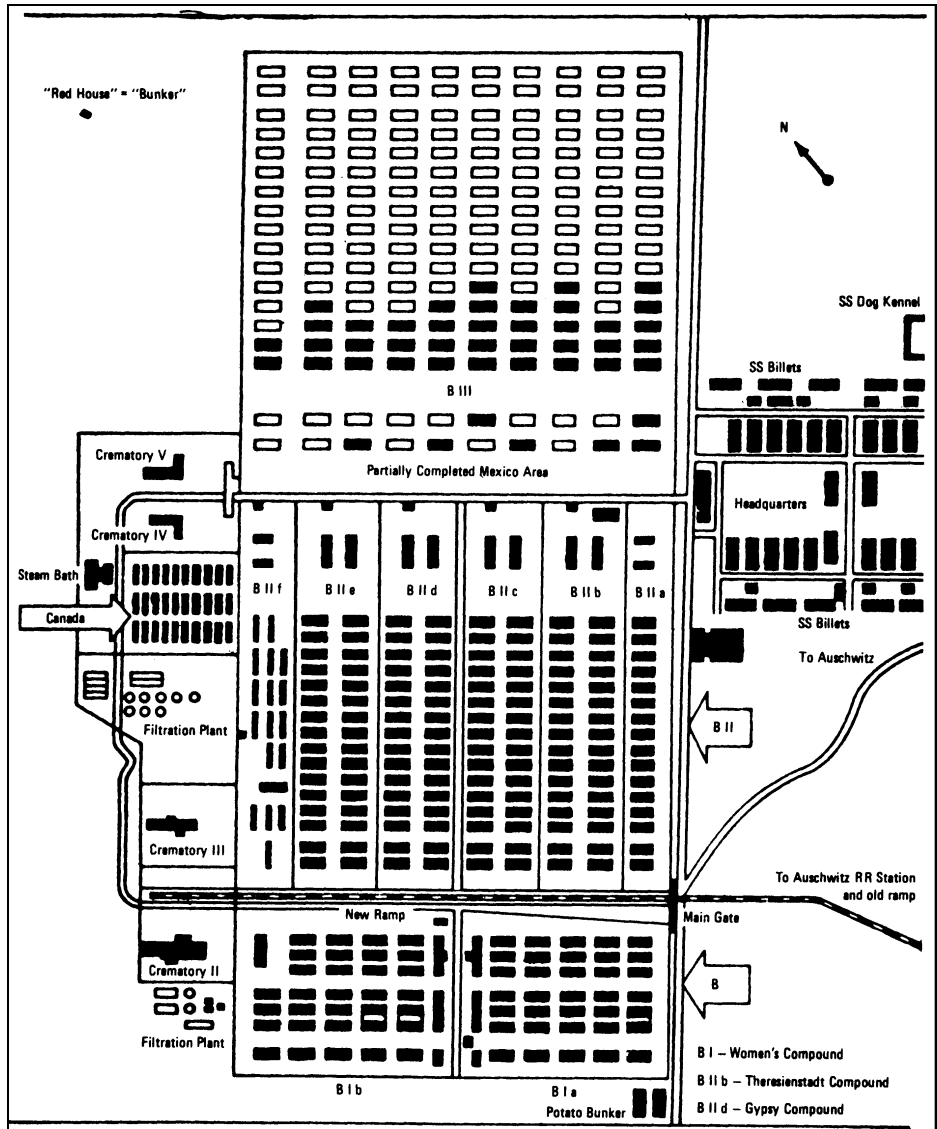 "Red House" = "Bunker"
N
SS Dog Kennel
SS Billets
B III
Crematory V
Partially Completed Mexico Area
Headquarters
Crematory IV
Steam Bath
B II f
B II e
B II d
B II c
B II b
B II a
Canada
SS Billets
To Auschwitz
Filtration Plant
B II
Crematory III
To Auschwitz RR Station
and old ramp
New Ramp
Main Gate
Crematory II
B
Filtration Plant
B I – Women's Compound
B I b
B I a
B II b – Theresienstadt Compound
Potato Bunker
B II d – Gypsy Compound